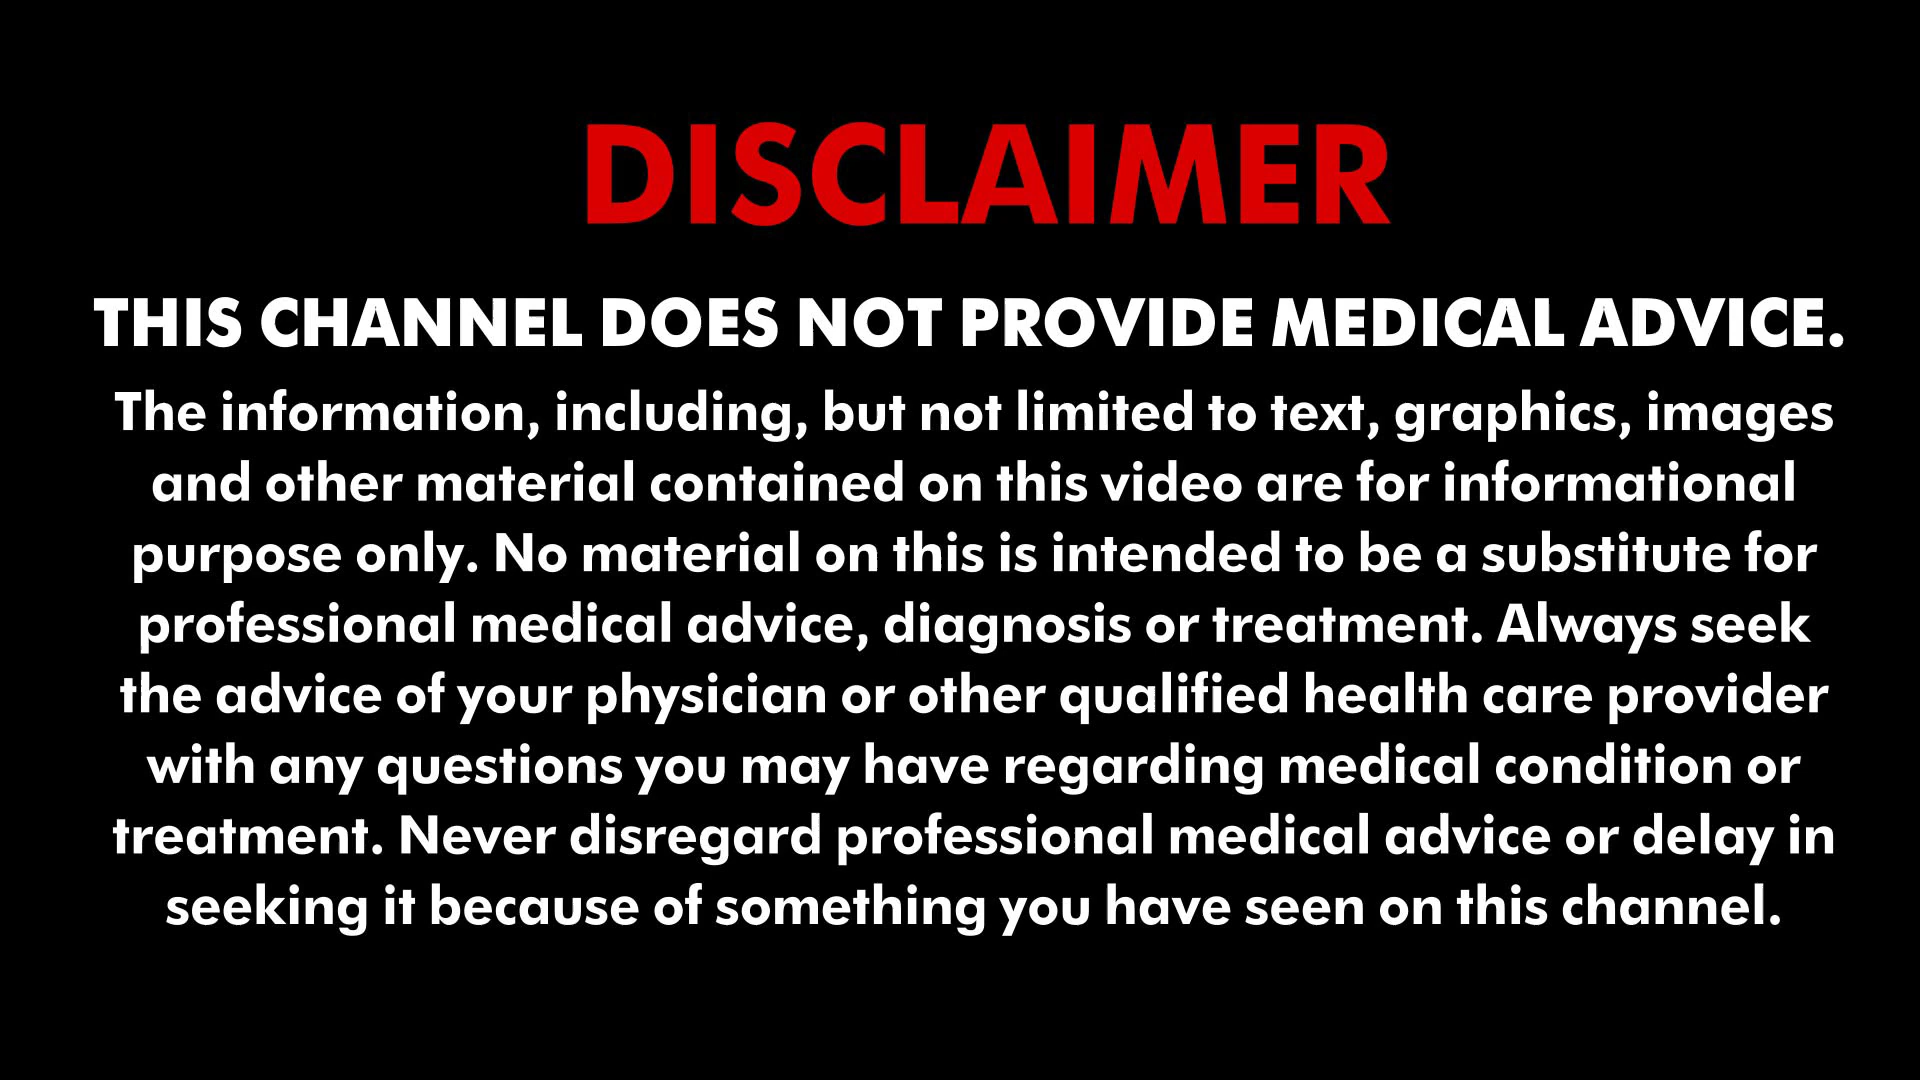 DISCLAIMER
THIS CHANNEL DOES NOT PROVIDE MEDICAL ADVICE.
The information, including, but not limited to text, graphics, images
and other material contained on this video are for informational
purpose only. No material on this is intended to be a substitute for
professional medical advice, diagnosis or treatment. Always seek
the advice of your physician or other qualified health care provider
with any questions you may have regarding medical condition or
treatment. Never disregard professional medical advice or delay in
seeking it because of something you have seen on this channel.